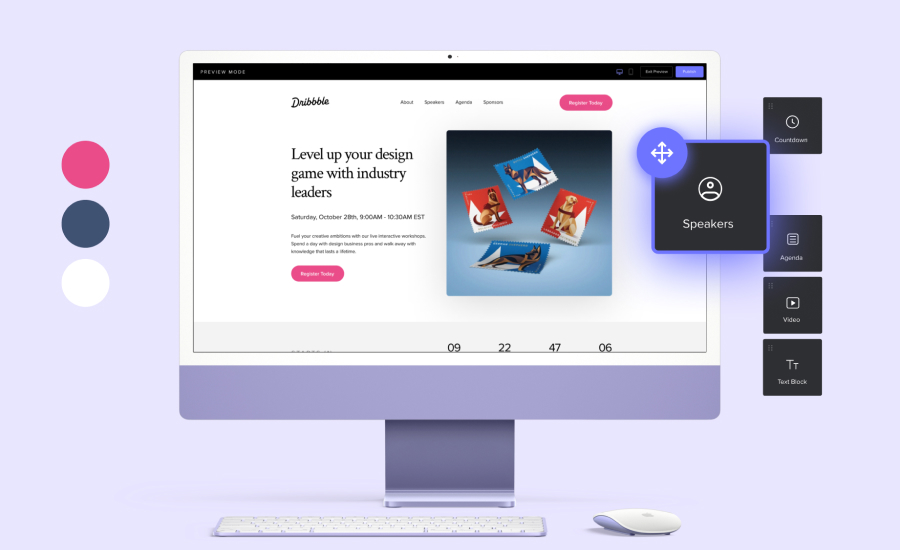 PREVIEW MODE
Exit Preview
Publish
Dribbble
About
Speakers
Agenda
Sponsors
Register Today
Level up your design
game with industry
leaders
Saturday, October 28th, 9:00AM - 10:30AM EST
Fuel your creative ambitions with our live interactive workshops.
Spend a day with design business pros and walk away with
knowledge that lasts a lifetime.
Register Today
09
22
47
06
Countdown
Speakers
Agenda
Video
Text Block